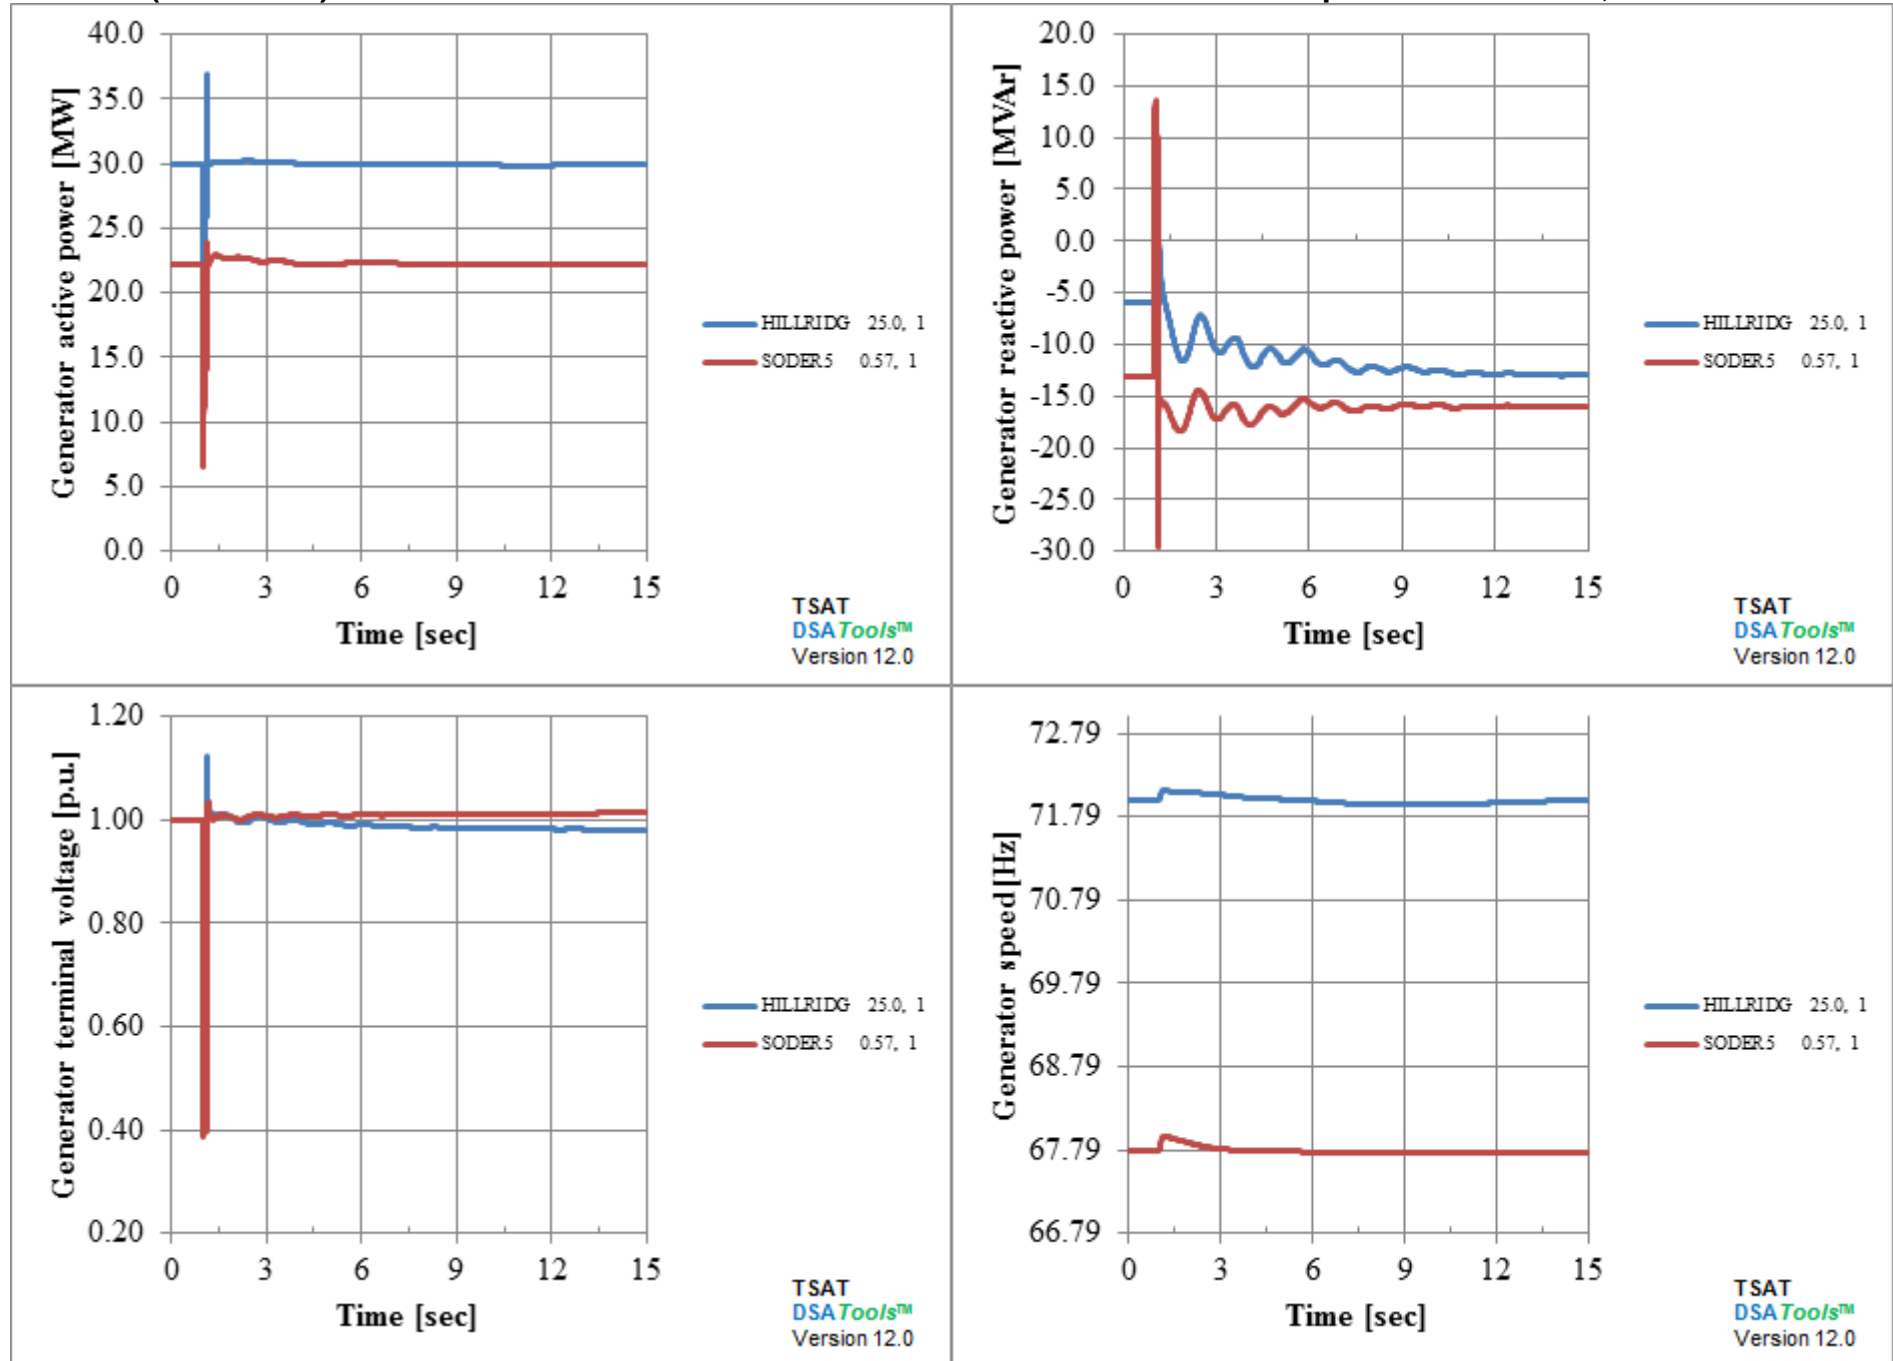 Generator active power [MW]
40.0
35.0
30.0
25.0
20.0
15.0
10.0
5.0
0.0
0 3 6 9 12 15
Time [sec]
HILLRIDG 25.0, 1
SODER5 0.57, 1
TSAT
DSATools™
Version 12.0
Generator reactive power [MVAr]
20.0
15.0
10.0
5.0
0.0
-5.0
-10.0
-15.0
-20.0
-25.0
-30.0
0 3 6 9 12 15
Time [sec]
HILLRIDG 25.0, 1
SODER5 0.57, 1
TSAT
DSATools™
Version 12.0
Generator terminal voltage [p.u.]
1.20
1.00
0.80
0.60
0.40
0.20
0 3 6 9 12 15
Time [sec]
HILLRIDG 25.0, 1
SODER5 0.57, 1
TSAT
DSATools™
Version 12.0
Generator speed[Hz]
72.79
71.79
70.79
69.79
68.79
67.79
66.79
0 3 6 9 12 15
Time [sec]
HILLRIDG 25.0, 1
SODER5 0.57, 1
TSAT
DSATools™
Version 12.0